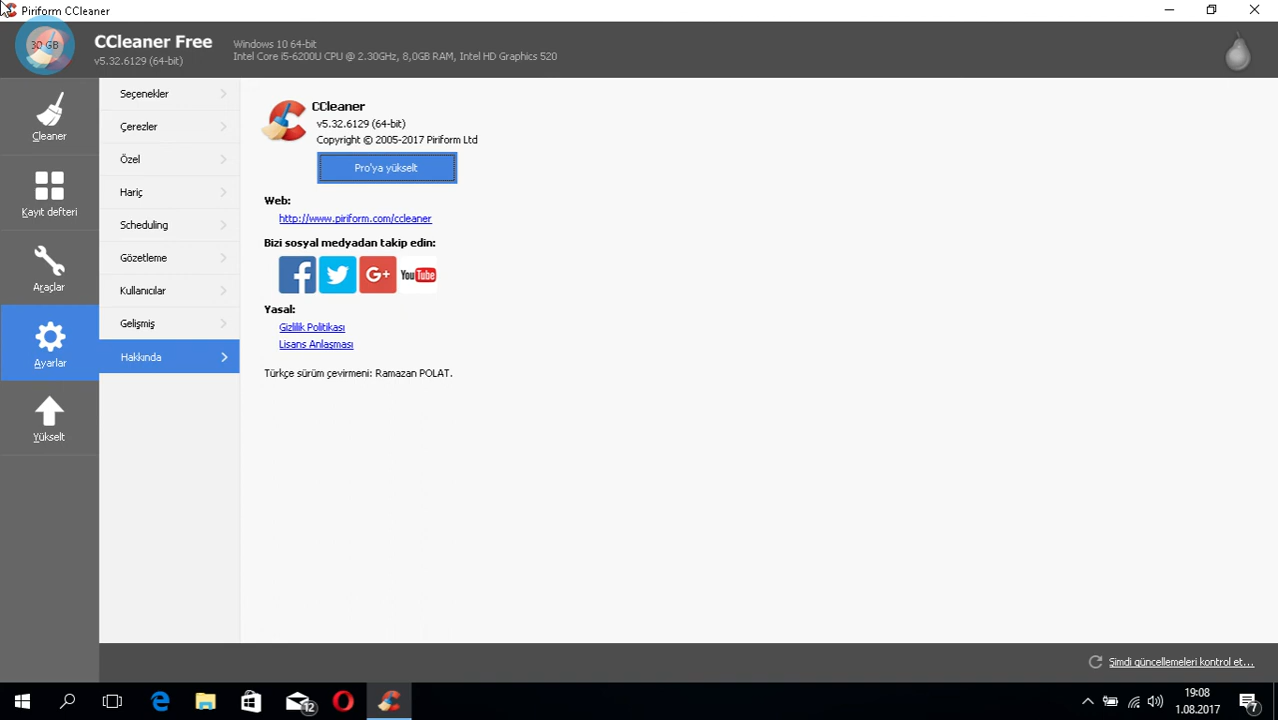 Piriform CCleaner
30 GB
CCleaner Free
v5.32.6129 (64-bit)
Windows 10 64-bit
Intel Core i5-6200U CPU @ 2.30GHz, 8,0GB RAM, Intel HD Graphics 520
Cleaner
Kayıt defteri
Araçlar
Ayarlar
Yükselt
Seçenekler
Çerezler
Özel
Hariç
Scheduling
Gözetleme
Kullanıcılar
Gelişmiş
Hakkında
CCleaner
v5.32.6129 (64-bit)
Copyright © 2005-2017 Piriform Ltd
Pro'ya yükselt
Web:
http://www.piriform.com/ccleaner
Bizi sosyal medyadan takip edin:
G+
YouTube
Yasal:
Gizlilik Politikası
Lisans Anlaşması
Türkçe sürüm çevirmeni: Ramazan POLAT.
Şimdi güncellemeleri kontrol et...
12
19:08
1.08.2017
7